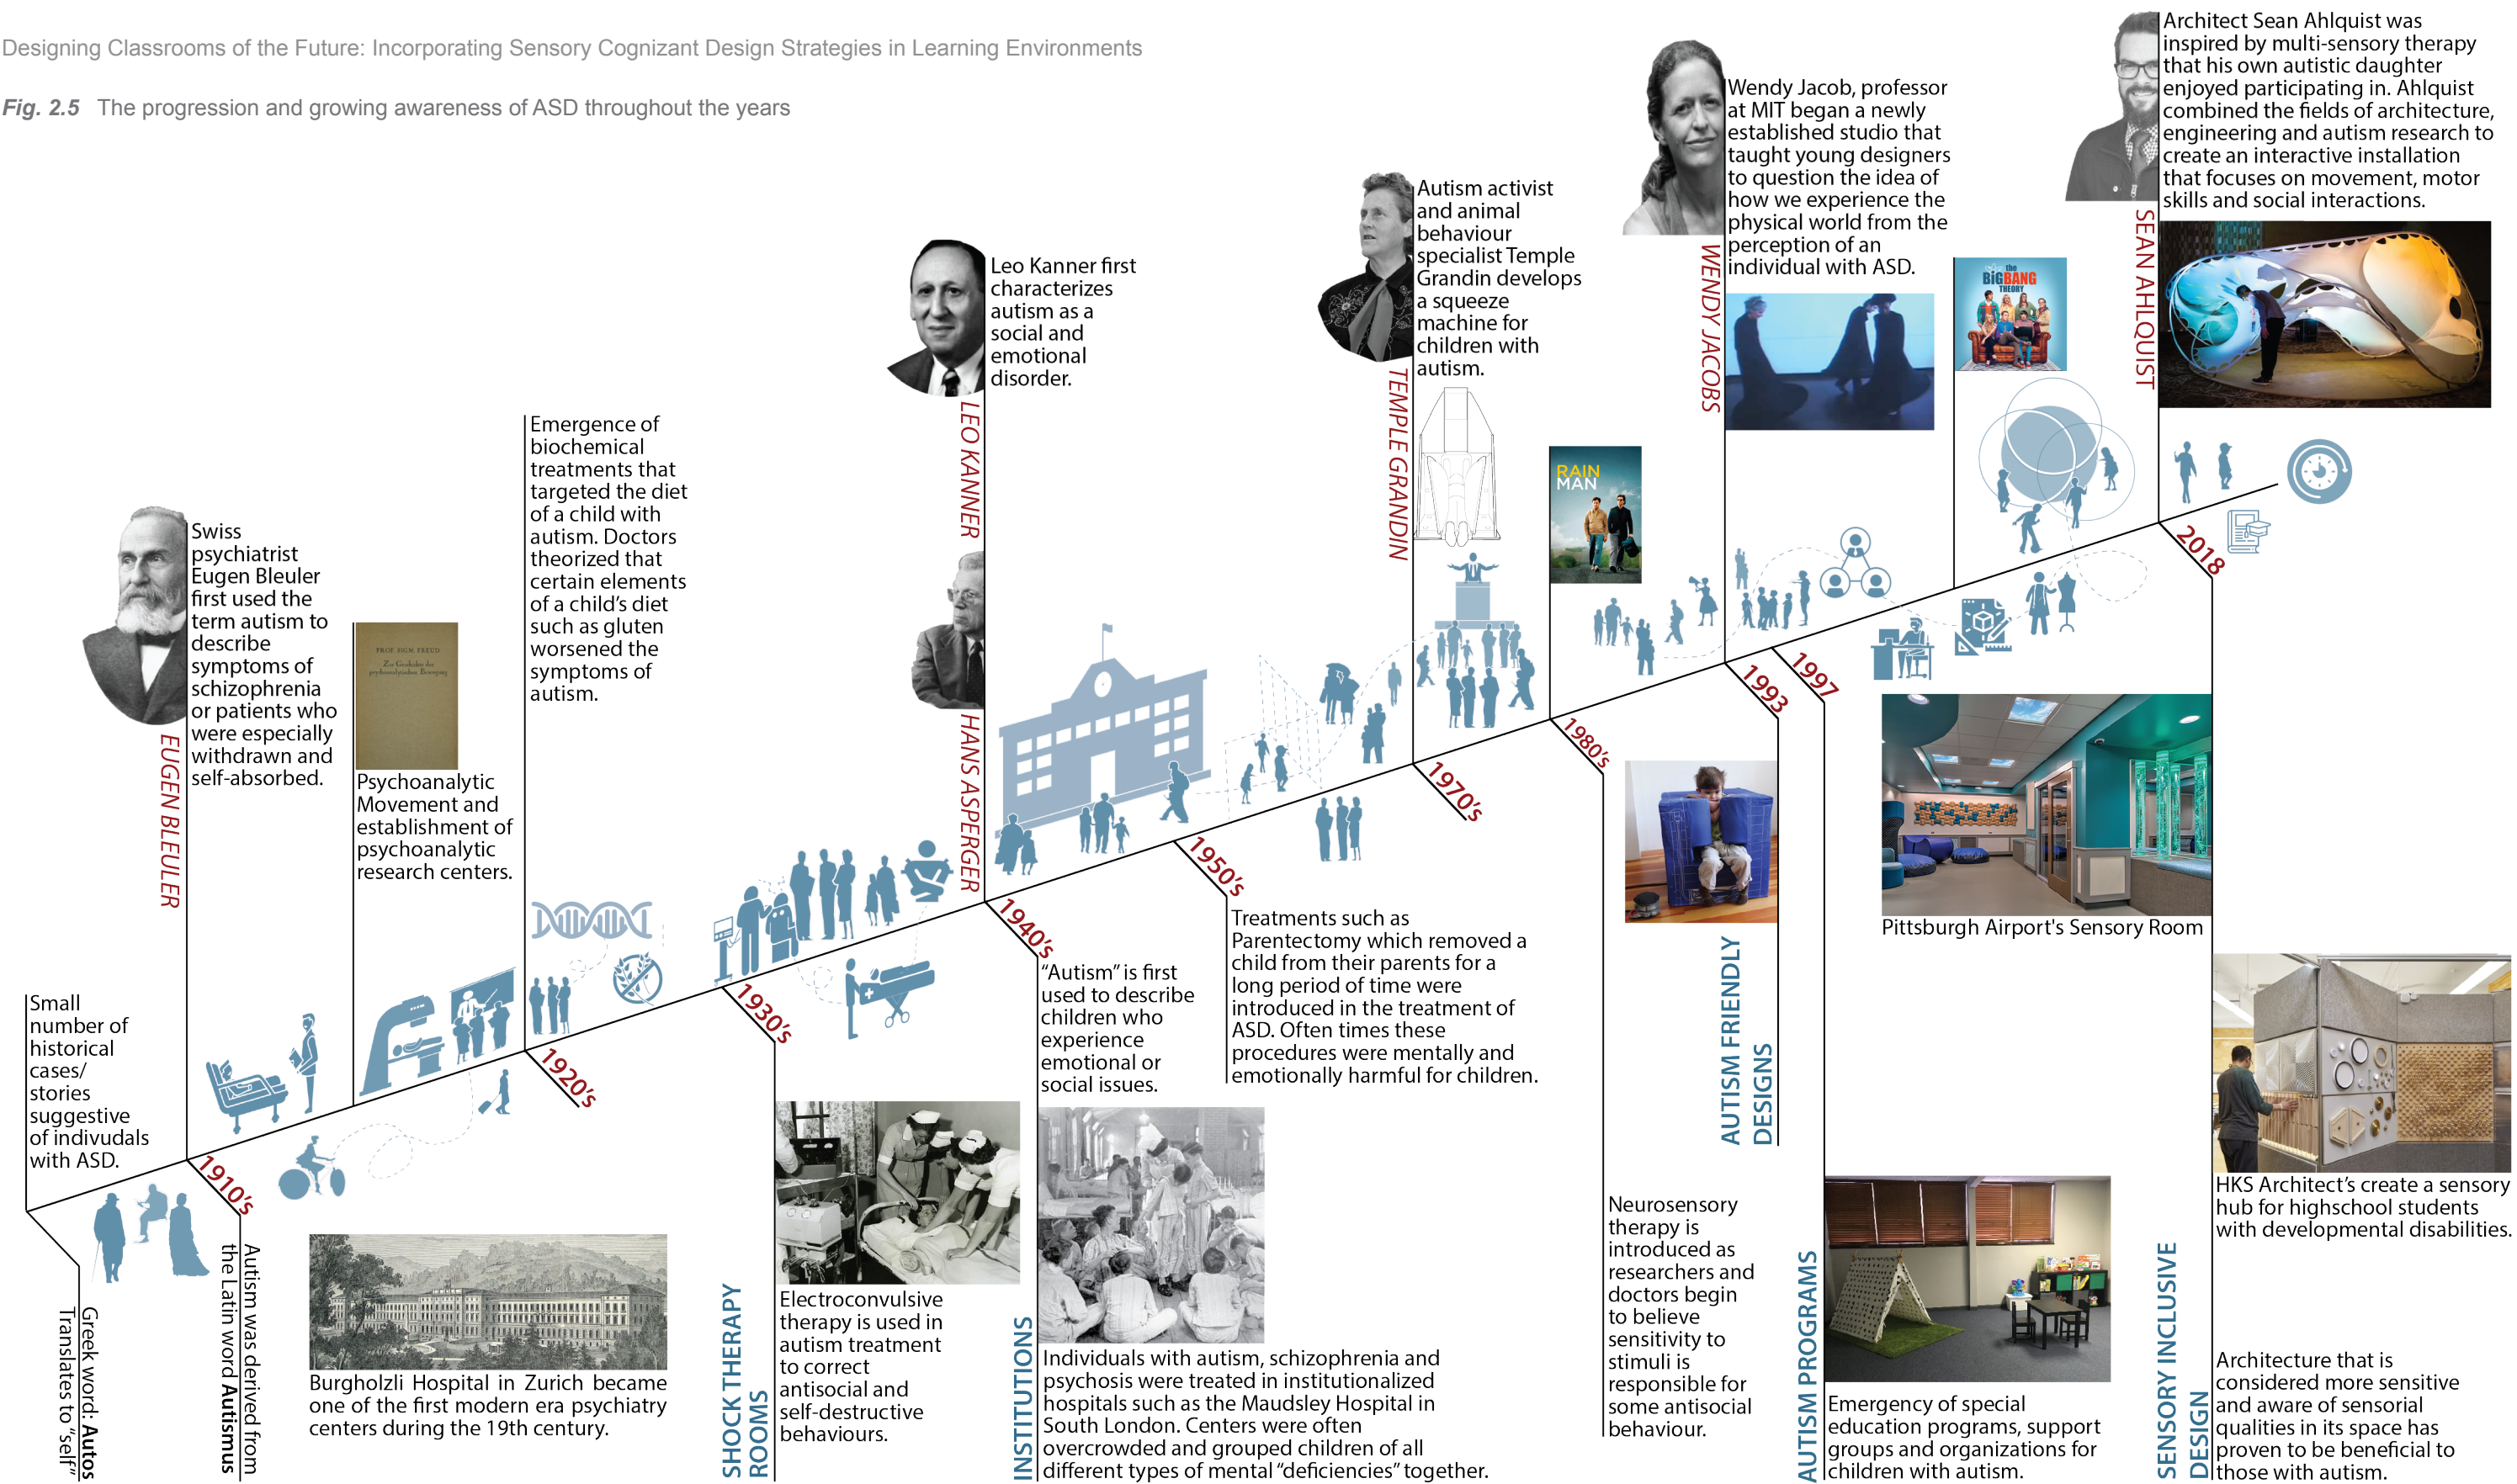 Designing Classrooms of the Future: Incorporating Sensory Cognizant Design Strategies in Learning Environments
Fig. 2.5 The progression and growing awareness of ASD throughout the years
Small
number of
historical
cases/
stories
suggestive
of indivudals
with ASD.
Greek word: Autos
Translates to “self”
EUGEN BLEULER
Swiss
psychiatrist
Eugen Bleuler
first used the
term autism to
describe
symptoms of
schizophrenia
or patients who
were especially
withdrawn and
self-absorbed.
1910’s
Autism was derived from
the Latin word Autismus
Burgholzli Hospital in Zurich became
one of the first modern era psychiatry
centers during the 19th century.
PROF. SIGM. FREUD
Zur Geschichte der
psychoanalytischen Bewegung
Psychoanalytic
Movement and
establishment of
psychoanalytic
research centers.
Emergence of
biochemical
treatments that
targeted the diet
of a child with
autism. Doctors
theorized that
certain elements
of a child’s diet
such as gluten
worsened the
symptoms of
autism.
1920’s
1930’s
SHOCK THERAPY
ROOMS
Electroconvulsive
therapy is used in
autism treatment
to correct
antisocial and
self-destructive
behaviours.
LEO KANNER
Leo Kanner first
characterizes
autism as a
social and
emotional
disorder.
HANS ASPERGER
1940’s
“Autism” is first
used to describe
children who
experience
emotional or
social issues.
INSTITUTIONS
Individuals with autism, schizophrenia and
psychosis were treated in institutionalized
hospitals such as the Maudsley Hospital in
South London. Centers were often
overcrowded and grouped children of all
different types of mental “deficiencies” together.
1950’s
Treatments such as
Parentectomy which removed a
child from their parents for a
long period of time were
introduced in the treatment of
ASD. Often times these
procedures were mentally and
emotionally harmful for children.
TEMPLE GRANDIN
Autism activist
and animal
behaviour
specialist Temple
Grandin develops
a squeeze
machine for
children with
autism.
1970’s
RAIN
MAN
1980’s
Neurosensory
therapy is
introduced as
researchers and
doctors begin
to believe
sensitivity to
stimuli is
responsible for
some antisocial
behaviour.
WENDY JACOBS
Wendy Jacob, professor
at MIT began a newly
established studio that
taught young designers
to question the idea of
how we experience the
physical world from the
perception of an
individual with ASD.
1993
AUTISM FRIENDLY
DESIGNS
1997
AUTISM PROGRAMS
Emergency of special
education programs, support
groups and organizations for
children with autism.
the
BIGBANG
THEORY
SEAN AHLQUIST
Architect Sean Ahlquist was
inspired by multi-sensory therapy
that his own autistic daughter
enjoyed participating in. Ahlquist
combined the fields of architecture,
engineering and autism research to
create an interactive installation
that focuses on movement, motor
skills and social interactions.
2018
Pittsburgh Airport's Sensory Room
HKS Architect’s create a sensory
hub for highschool students
with developmental disabilities.
SENSORY INCLUSIVE
DESIGN
Architecture that is
considered more sensitive
and aware of sensorial
qualities in its space has
proven to be beneficial to
those with autism.